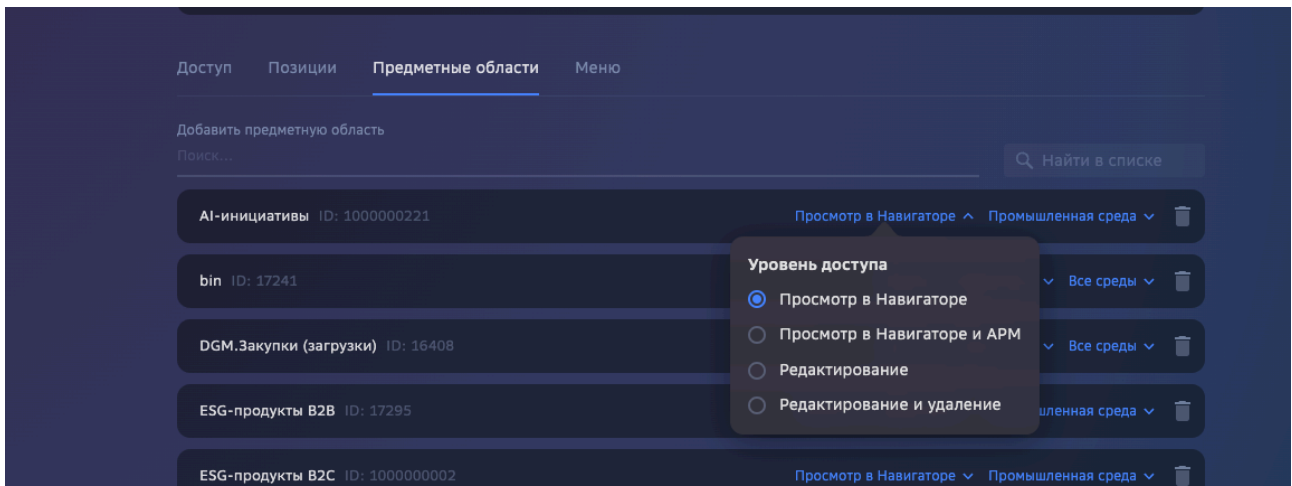 Доступ Позиции Предметные области Меню
Добавить предметную область
Поиск...
Найти в списке
AI-инициативы ID: 1000000221 Просмотр в Навигаторе Промышленная среда
Уровень доступа
bin ID: 17241 Все среды
Просмотр в Навигаторе
Просмотр в Навигаторе и АРМ
DGM.Закупки (загрузки) ID: 16408 Все среды
Редактирование
Редактирование и удаление
ESG-продукты B2B ID: 17295 среда
ESG-продукты B2C ID: 1000000002 Просмотр в Навигаторе Промышленная среда